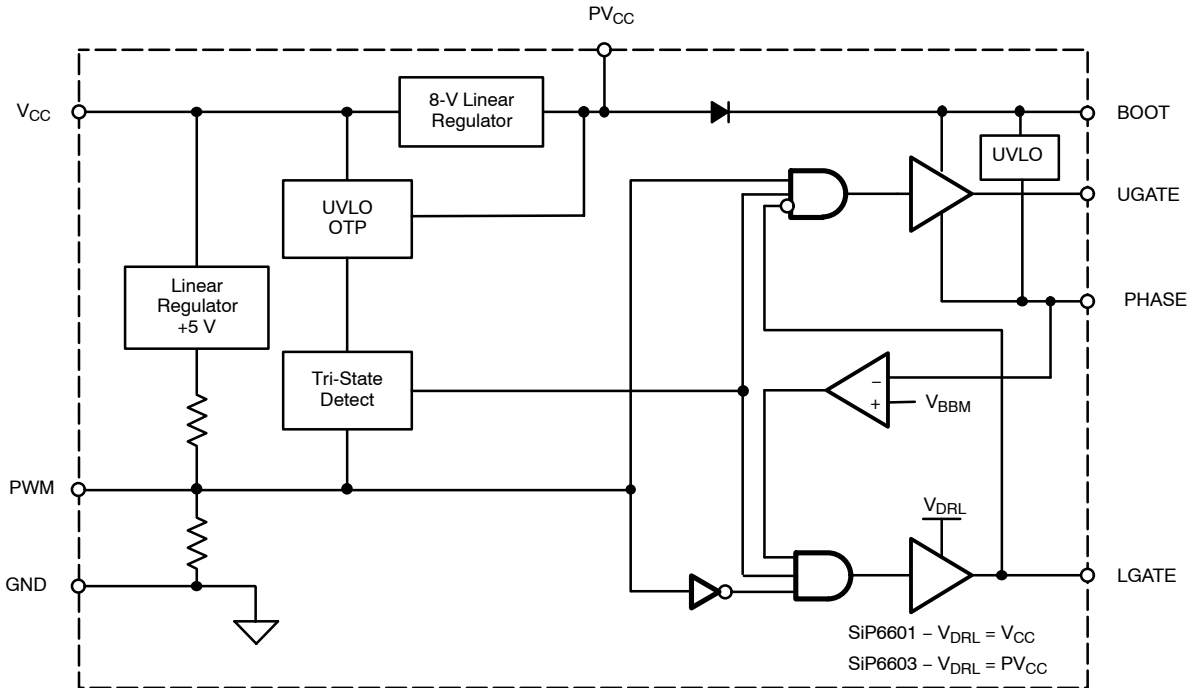 PVCC
VCC
8-V Linear
Regulator
BOOT
UVLO
UGATE
UVLO
OTP
Linear
Regulator
+5 V
PHASE
Tri-State
Detect
−
+
VBBM
PWM
VDRL
GND
LGATE
SiP6601 – VDRL = VCC
SiP6603 – VDRL = PVCC